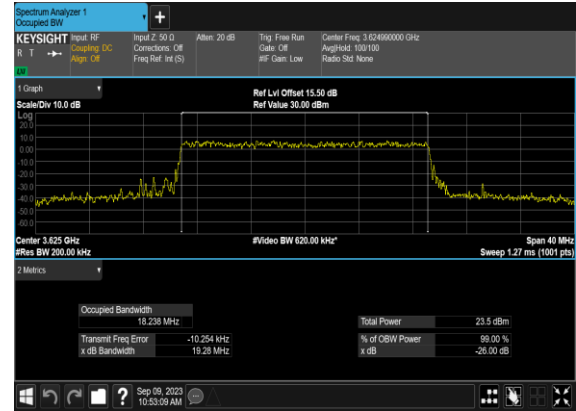 Spectrum Analyzer 1
Occupied BW
+
KEYSIGHT Input: RF Input Z: 50 Ω Atten: 20 dB Trig: Free Run Center Freq: 3.624990000 GHz
R T Coupling: DC Corrections: Off Gate: Off Avg|Hold: 100/100
Align: Off Freq Ref: Int (S) #IF Gain: Low Radio Std: None
LV
1 Graph
Ref Lvl Offset 15.50 dB
Scale/Div 10.0 dB Ref Value 30.00 dBm
Log
20.0
10.0
0.00
-10.0
-20.0
-30.0
-40.0
-50.0
-60.0
Center 3.625 GHz #Video BW 620.00 kHz* Span 40 MHz
#Res BW 200.00 kHz Sweep 1.27 ms (1001 pts)
2 Metrics
Occupied Bandwidth
18.238 MHz Total Power 23.5 dBm
Transmit Freq Error -10.254 kHz % of OBW Power 99.00 %
x dB Bandwidth 19.28 MHz x dB -26.00 dB
? Sep 09, 2023
10:53:09 AM